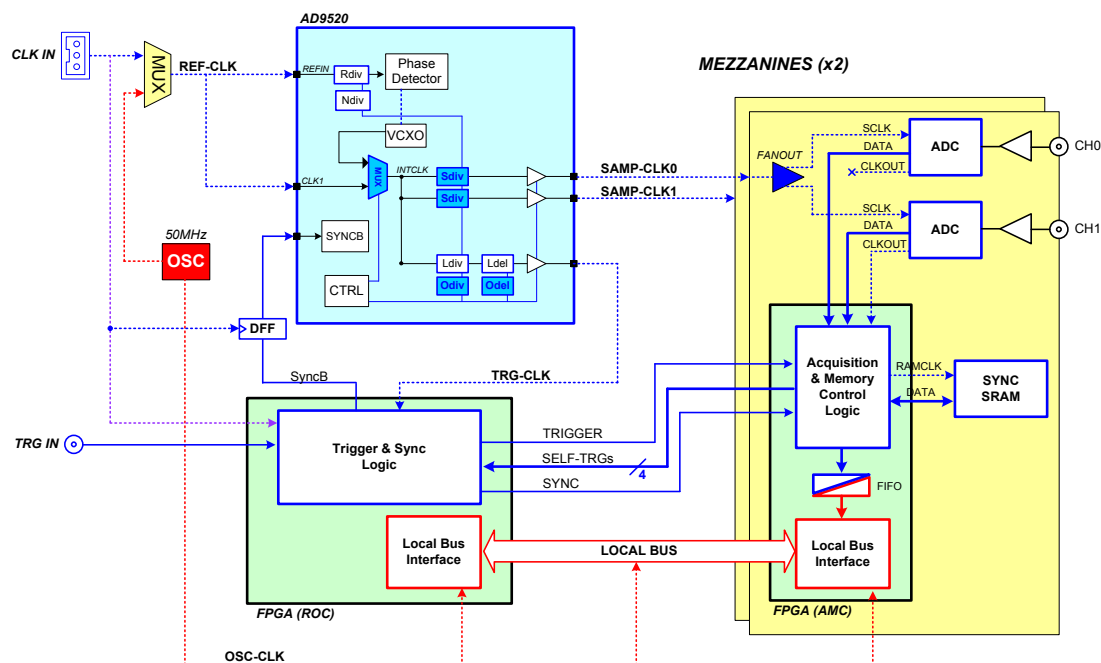 AD9520
CLK IN
MUX
REF-CLK
REFIN
Rdiv
Phase
Detector
Ndiv
VCXO
MUX
INTCLK
CLK1
Sdiv
Sdiv
SYNCB
Ldiv
Ldel
Odiv
Odel
CTRL
50MHz
OSC
DFF
SyncB
TRG-CLK
SAMP-CLK0
SAMP-CLK1
MEZZANINES (x2)
FANOUT
SCLK
DATA
CLKOUT
ADC
CH0
SCLK
DATA
CLKOUT
ADC
CH1
TRG IN
Trigger & Sync
Logic
TRIGGER
SELF-TRGs
4
SYNC
Acquisition
& Memory
Control
Logic
RAMCLK
DATA
SYNC
SRAM
FIFO
Local Bus
Interface
LOCAL BUS
Local Bus
Interface
FPGA (ROC)
FPGA (AMC)
OSC-CLK